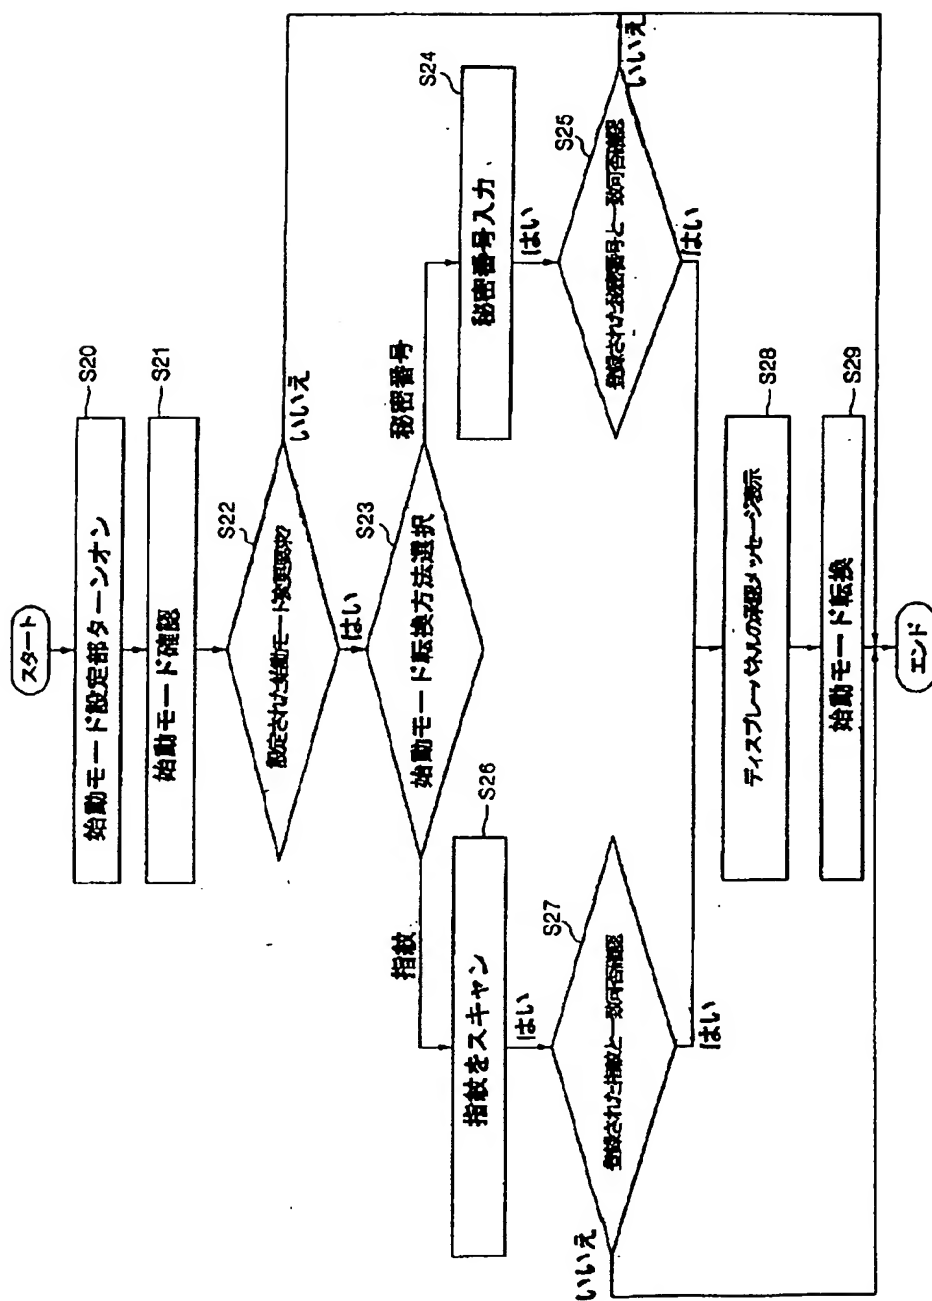 スタート
始動モード設定部ターンオン
S20
始動モード確認
S21
設定された始動モード変更要求?
S22
いいえ
はい
始動モード転換方法選択
S23
指紋
秘密番号
指紋をスキャン
S26
秘密番号入力
S24
はい
はい
登録された指紋と一致可否確認
S27
登録された秘密番号と一致可否確認
S25
いいえ
いいえ
はい
はい
ディスプレーパネルの承認メッセージ表示
S28
始動モード転換
S29
エンド